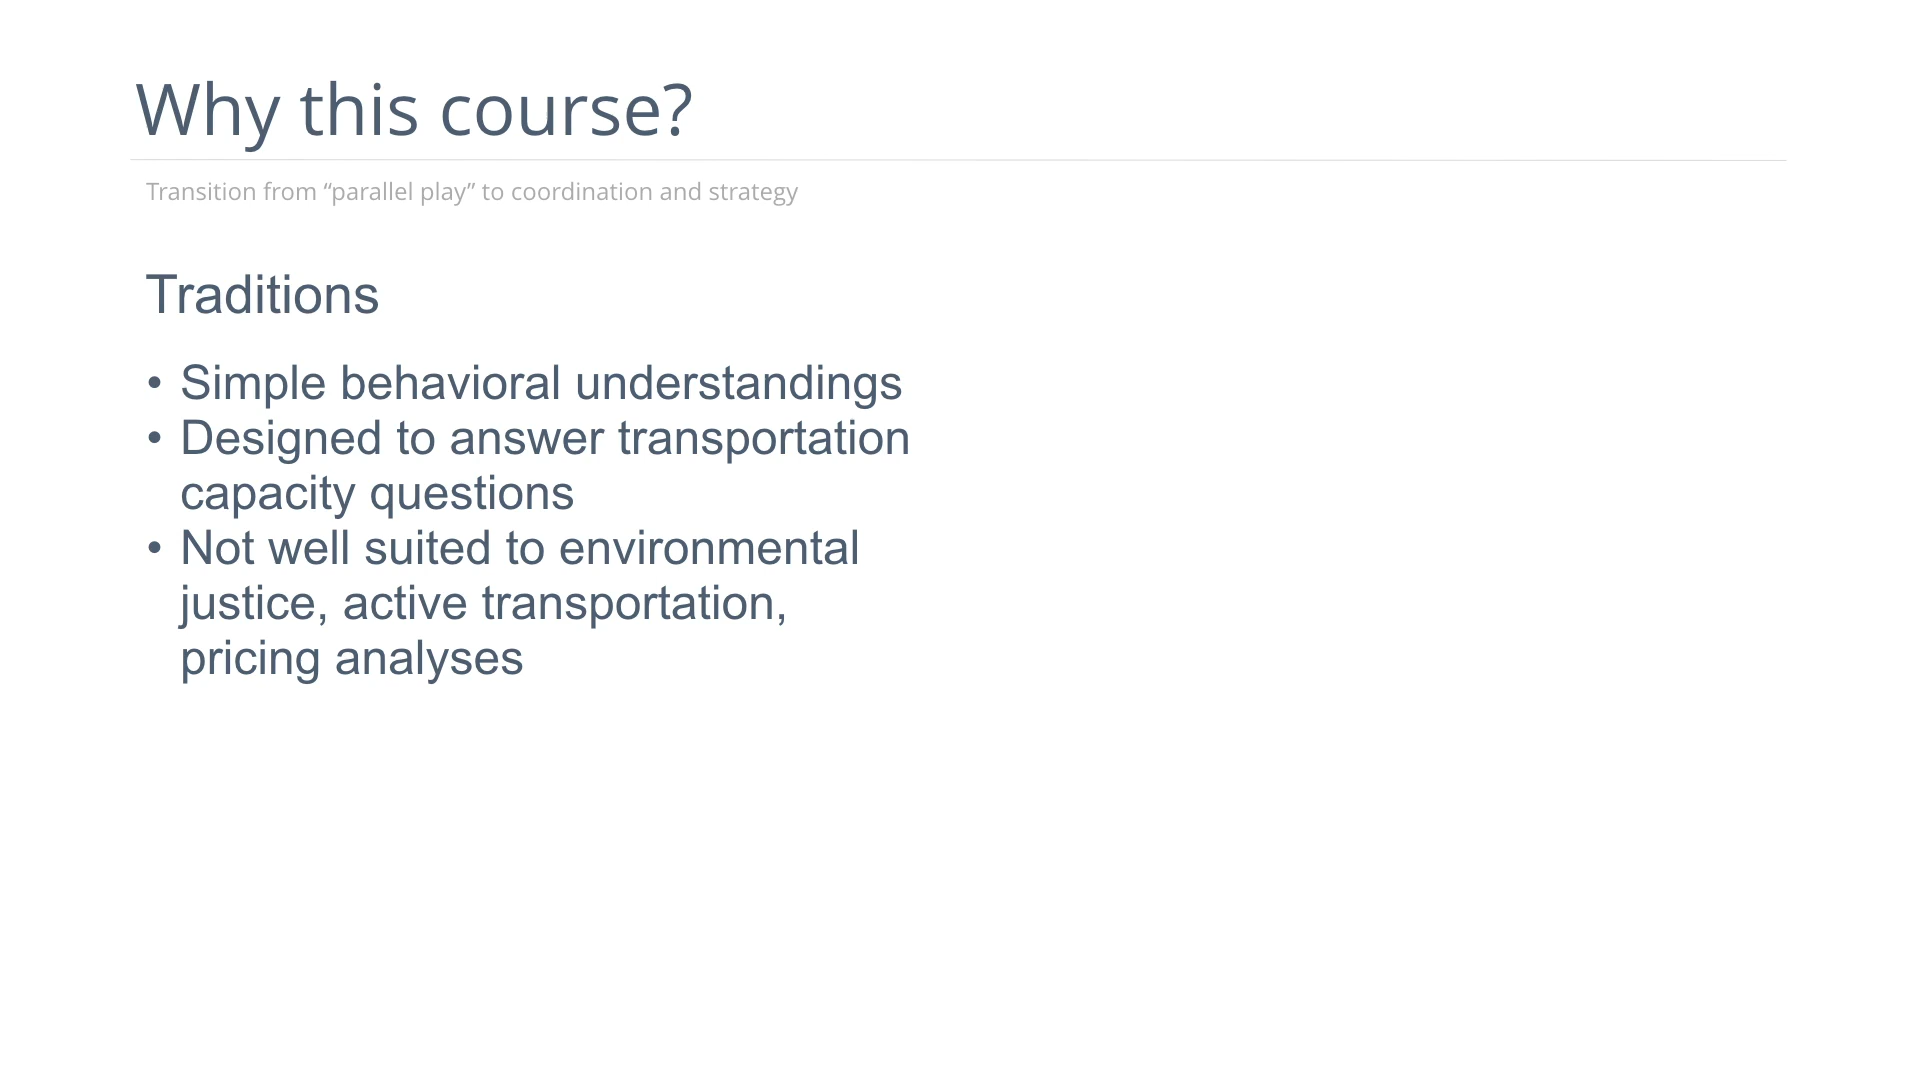 Why this course?
Transition from “parallel play” to coordination and strategy
Traditions
• Simple behavioral understandings
• Designed to answer transportation
capacity questions
• Not well suited to environmental
justice, active transportation,
pricing analyses